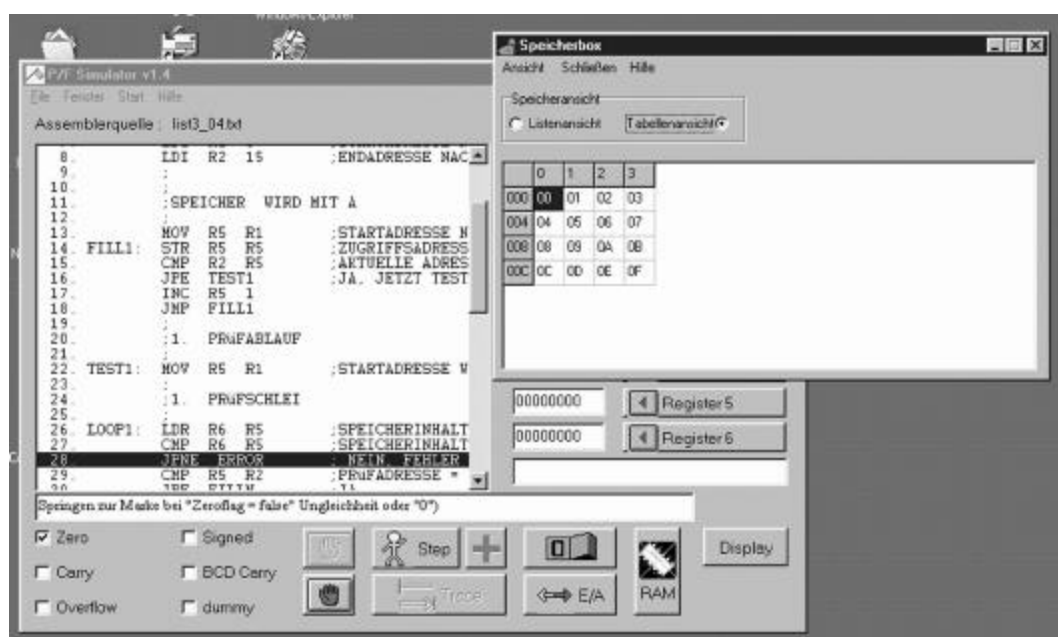 Windows-Explorer
P/F Simulator v1.4
File Fenster Start Hilfe
Assemblerquelle : list3_04.txt
8. LDI R2 15 ;ENDADRESSE NAC
9. ;
10. ;
11. ;SPEICHER WIRD MIT A
12. ;
13. MOV R5 R1 ;STARTADRESSE N
14. FILL1: STR R5 R5 ;ZUGRIFFSADRESS
15. CMP R2 R5 ;AKTUELLE ADRES
16. JPE TEST1 ;JA, JETZT TEST
17. INC R5 1
18. JMP FILL1
19. ;
20. ;1. PRüFABLAUF
21. ;
22. TEST1: MOV R5 R1 ;STARTADRESSE W
23. ;
24. ;1. PRüFSCHLEI
25. ;
26. LOOP1: LDR R6 R5 ;SPEICHERINHALT
27. CMP R6 R5 ;SPEICHERINHALT
28. JPNE ERROR ; NEIN, FEHLER
29. CMP R5 R2 ;PRüFADRESSE =
30. JPE
Springen zur Marke bei "Zeroflag = false" Ungleichheit oder "0")
Zero
Signed
Carry
BCD Carry
Overflow
dummy
Step
Trace
E/A
RAM
Display
00000000 Register 5
00000000 Register 6
Speicherbox
Ansicht Schließen Hilfe
Speicheransicht
Listenansicht Tabellenansicht
0 1 2 3
000 00 01 02 03
004 04 05 06 07
008 08 09 0A 0B
00C 0C 0D 0E 0F